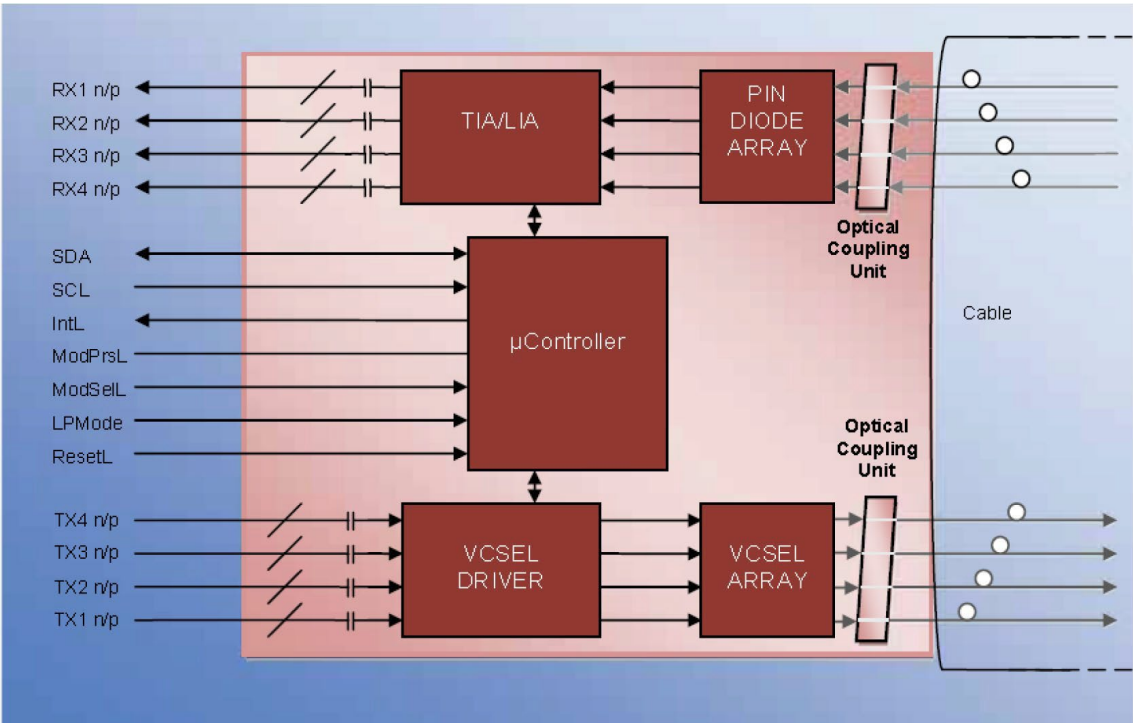 RX1 n/p
RX2 n/p
RX3 n/p
RX4 n/p
TIA/LIA
PIN
DIODE
ARRAY
Optical
Coupling
Unit
SDA
SCL
IntL
ModPrsL
ModSelL
LPMode
ResetL
µController
Cable
Optical
Coupling
Unit
TX4 n/p
TX3 n/p
TX2 n/p
TX1 n/p
VCSEL
DRIVER
VCSEL
ARRAY